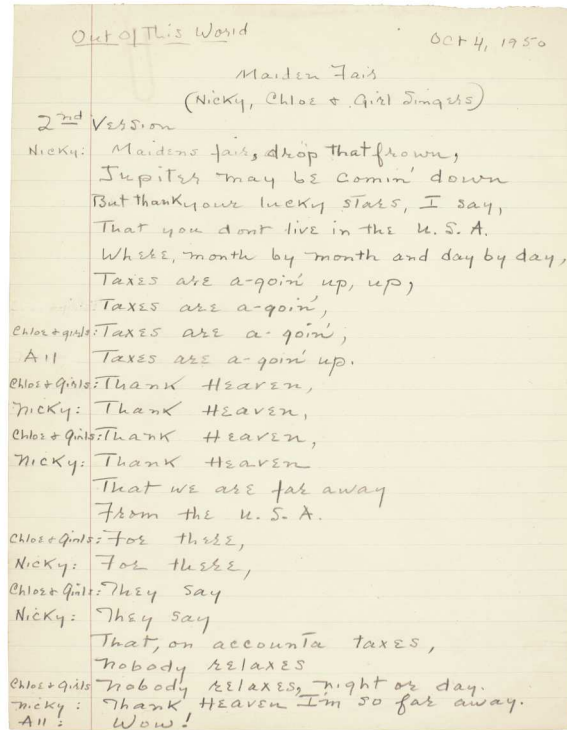 Out Of This World
Oct 4, 1950
Maiden Fair
(Nicky, Chloe + Girl Singers)
2nd Version
Nicky: Maidens fair, drop that frown,
Jupiter may be comin' down
But thank your lucky stars, I say,
That you dont live in the U.S.A.
Where, month by month and day by day,
Taxes are a-goin' up, up,
Taxes are a-goin',
Chloe + girls: Taxes are a-goin',
All Taxes are a-goin' up.
Chloe + Girls: Thank Heaven,
Nicky: Thank Heaven,
Chloe + Girls: Thank Heaven,
Nicky: Thank Heaven
That we are far away
From the U.S.A.
Chloe + Girls: For there,
Nicky: For there,
Chloe + Girls: They say
Nicky: They say
That, on accounta taxes,
nobody relaxes
Chloe + Girls nobody relaxes, night or day.
Nicky: Thank Heaven I'm so far away.
All: Wow!